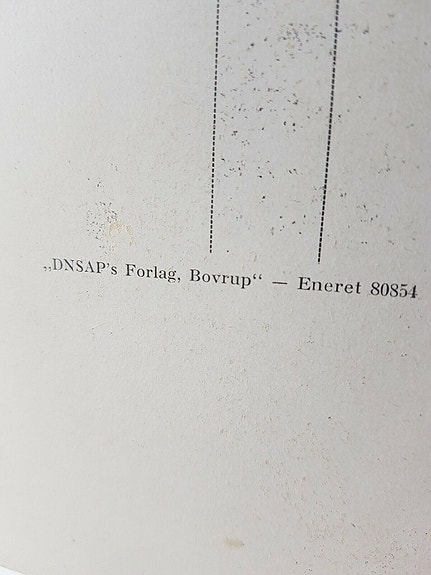 „DNSAP's Forlag, Bovrup“ — Eneret 80854